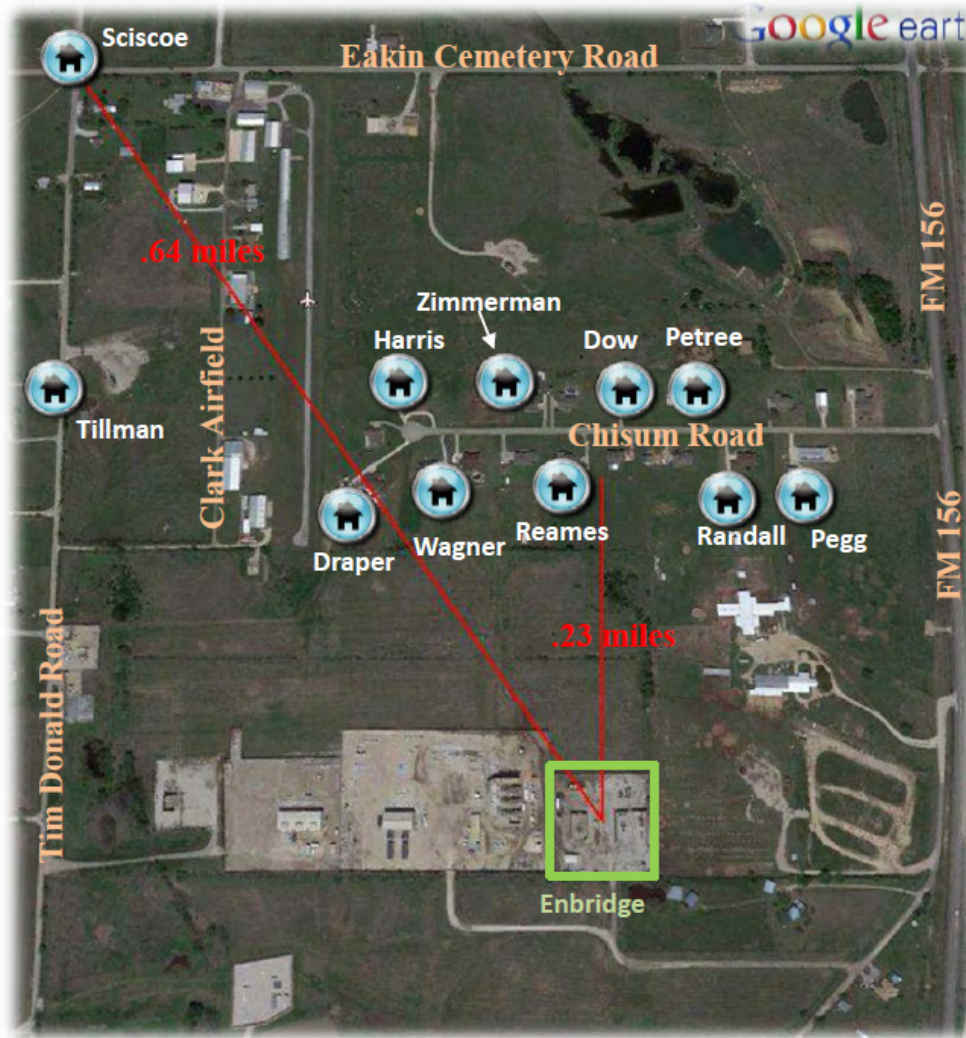 Google eart
Sciscoe
Eakin Cemetery Road
.64 miles
FM 156
Zimmerman
Harris
Dow
Petree
Tillman
Clark Airfield
Chisum Road
Draper
Wagner
Reames
Randall
Pegg
FM 156
.23 miles
Tim Donald Road
Enbridge